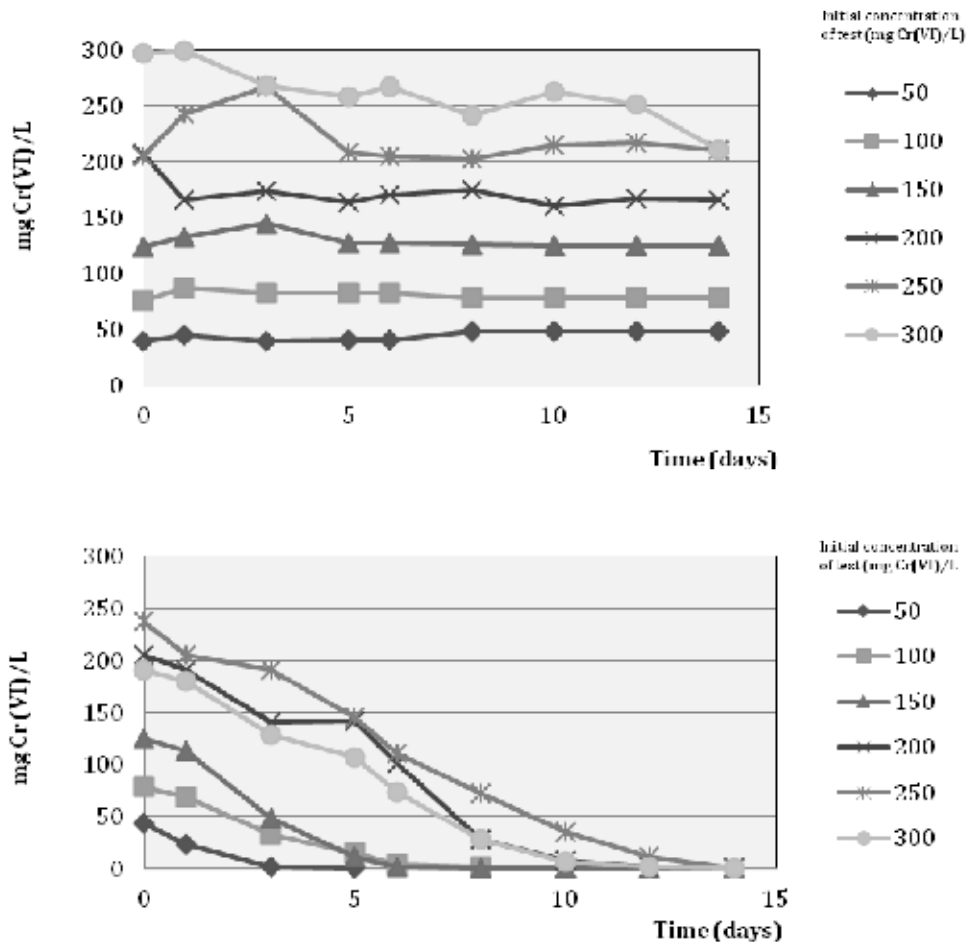 Initial concentration
of test (mg Cr(VI)/L)
300
250
200
150
100
50
0
mg Cr(VI)/L
0 5 10 15
Time (days)
50
100
150
200
250
300
Initial concentration
of test (mg Cr(VI)/L
300
250
200
150
100
50
0
mg Cr (VI)/L
0 5 10 15
Time (days)
50
100
150
200
250
300